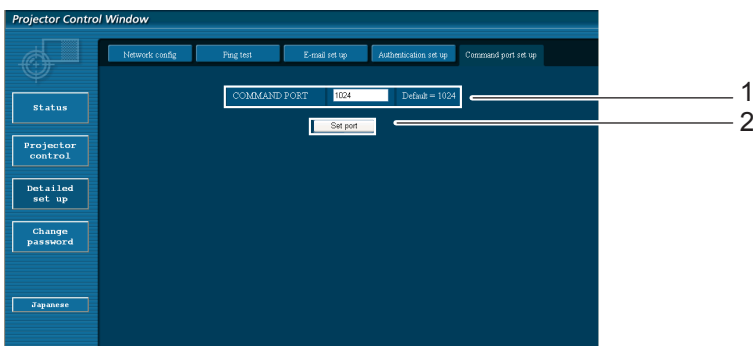 Projector Control Window
Network config Ping test E-mail set up Authentication set up Command port set up
COMMAND PORT 1024 Default = 1024
1
Set port
2
Status
Projector
control
Detailed
set up
Change
password
Japanese